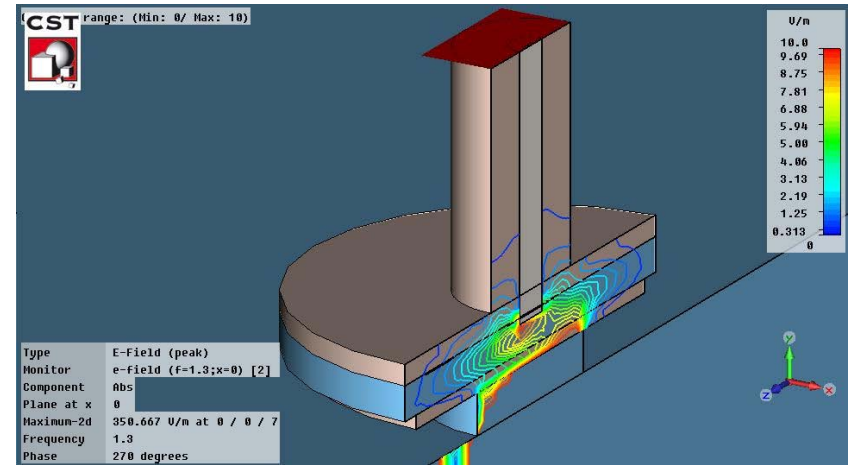 CST
range: (Min: 0/ Max: 10)
V/m
10.0
9.69
8.75
7.81
6.88
5.94
5.00
4.06
3.13
2.19
1.25
0.313
0
Type E-Field (peak)
Monitor e-field (f=1.3;x=0) [2]
Component Abs
Plane at x 0
Maximum-2d 350.667 V/m at 0 / 0 / 7
Frequency 1.3
Phase 270 degrees
y
x
z